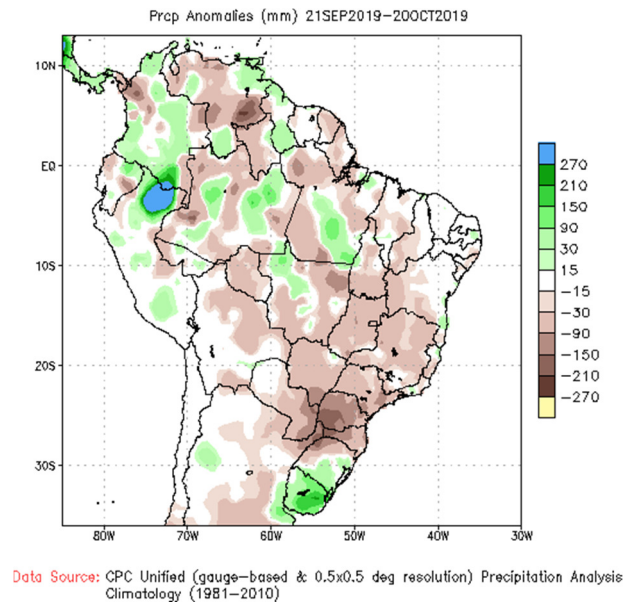 Prcp Anomalies (mm) 21SEP2019-20OCT2019
10N
EQ
10S
20S
30S
80W 70W 60W 50W 40W 30W
270
210
150
90
30
15
-15
-30
-90
-150
-210
-270
Data Source: CPC Unified (gauge-based & 0.5x0.5 deg resolution) Precipitation Analysis
Climatology (1981-2010)